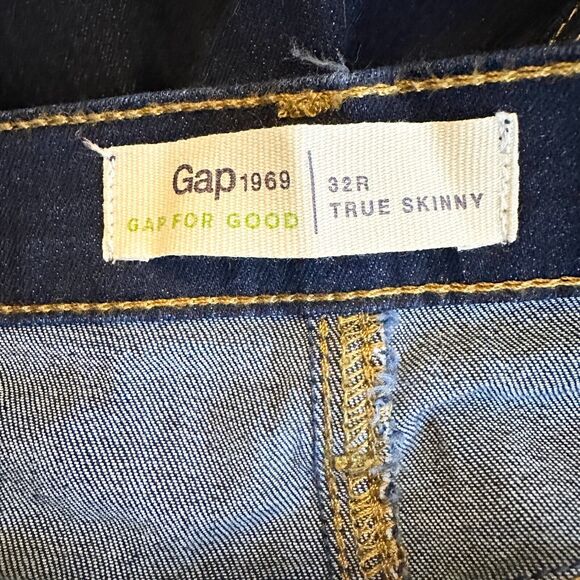 Gap1969
GAP FOR GOOD
32R
TRUE SKINNY